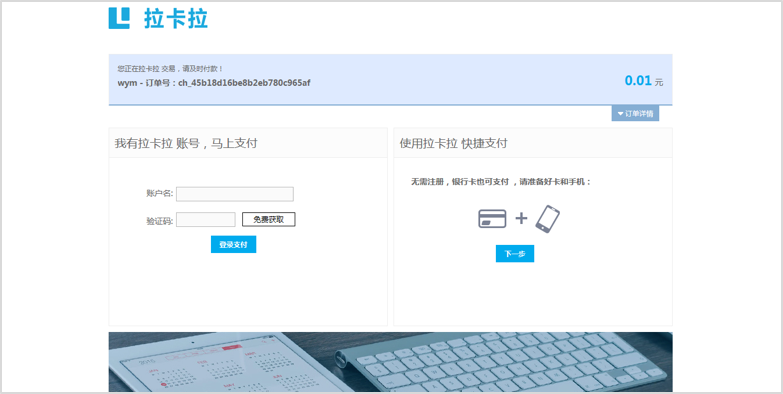 拉卡拉
您正在拉卡拉 交易，请及时付款！
wym - 订单号：ch_45b18d16be8b2eb780c965af
0.01 元
订单详情
我有拉卡拉 账号，马上支付
账户名:
验证码:
免费获取
登录支付
使用拉卡拉 快捷支付
无需注册，银行卡也可支付 ，请准备好卡和手机：
+
下一步